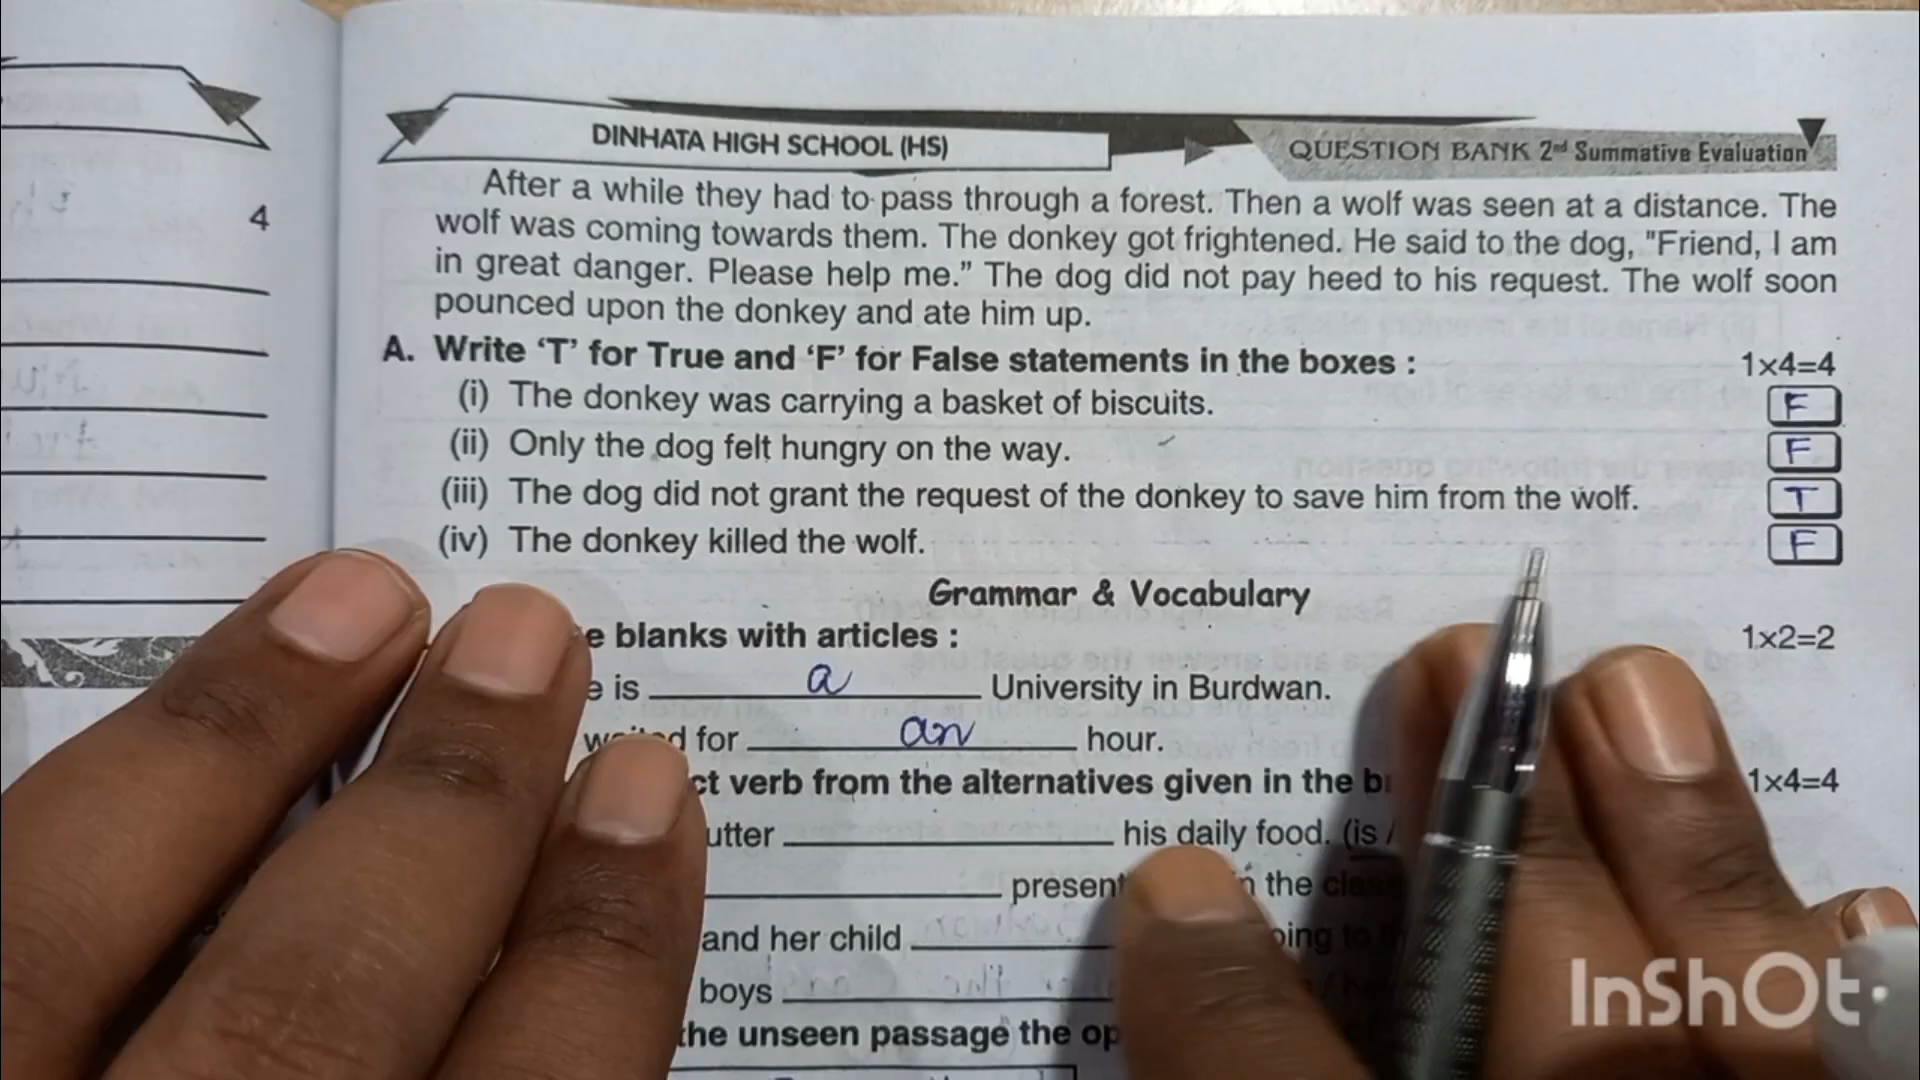 DINHATA HIGH SCHOOL (HS)
QUESTION BANK 2nd Summative Evaluation
4
After a while they had to pass through a forest. Then a wolf was seen at a distance. The
wolf was coming towards them. The donkey got frightened. He said to the dog, "Friend, I am
in great danger. Please help me.” The dog did not pay heed to his request. The wolf soon
pounced upon the donkey and ate him up.
A. Write ‘T’ for True and ‘F’ for False statements in the boxes : 1×4=4
(i) The donkey was carrying a basket of biscuits. F
(ii) Only the dog felt hungry on the way. F
(iii) The dog did not grant the request of the donkey to save him from the wolf. T
(iv) The donkey killed the wolf. F
Grammar & Vocabulary
e blanks with articles : 1×2=2
e is a University in Burdwan.
for an hour.
ct verb from the alternatives given in the 1×4=4
utter his daily food. (is /
present the
and her child
boys
the unseen passage the op
InShOt